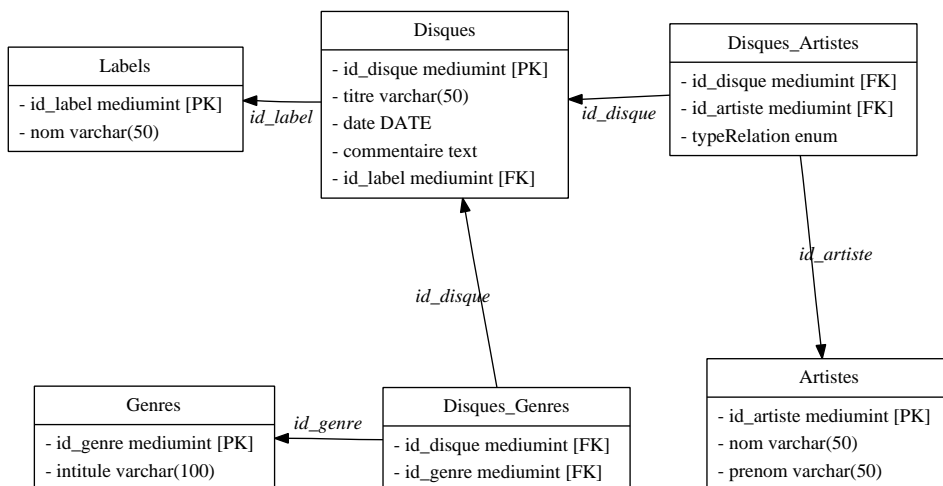 Disques
- id_disque mediumint [PK]
- titre varchar(50)
- date DATE
- commentaire text
- id_label mediumint [FK]
Disques_Artistes
- id_disque mediumint [FK]
- id_artiste mediumint [FK]
- typeRelation enum
Labels
- id_label mediumint [PK]
- nom varchar(50)
id_label
id_disque
id_artiste
id_disque
Artistes
- id_artiste mediumint [PK]
- nom varchar(50)
- prenom varchar(50)
Genres
- id_genre mediumint [PK]
- intitule varchar(100)
id_genre
Disques_Genres
- id_disque mediumint [FK]
- id_genre mediumint [FK]